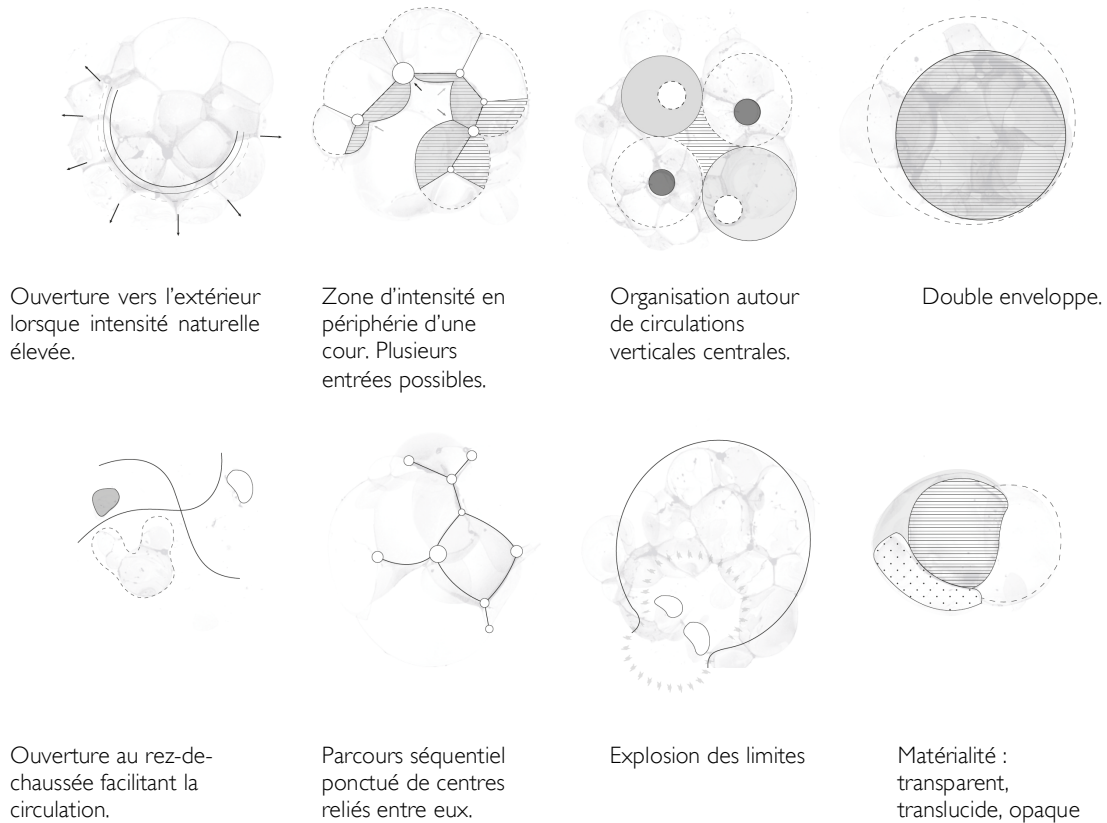 Ouverture vers l'extérieur
lorsque intensité naturelle
élevée.
Zone d'intensité en
périphérie d'une
cour. Plusieurs
entrées possibles.
Organisation autour
de circulations
verticales centrales.
Double enveloppe.
Ouverture au rez-de-
chaussée facilitant la
circulation.
Parcours séquentiel
ponctué de centres
reliés entre eux.
Explosion des limites
Matérialité :
transparent,
translucide, opaque